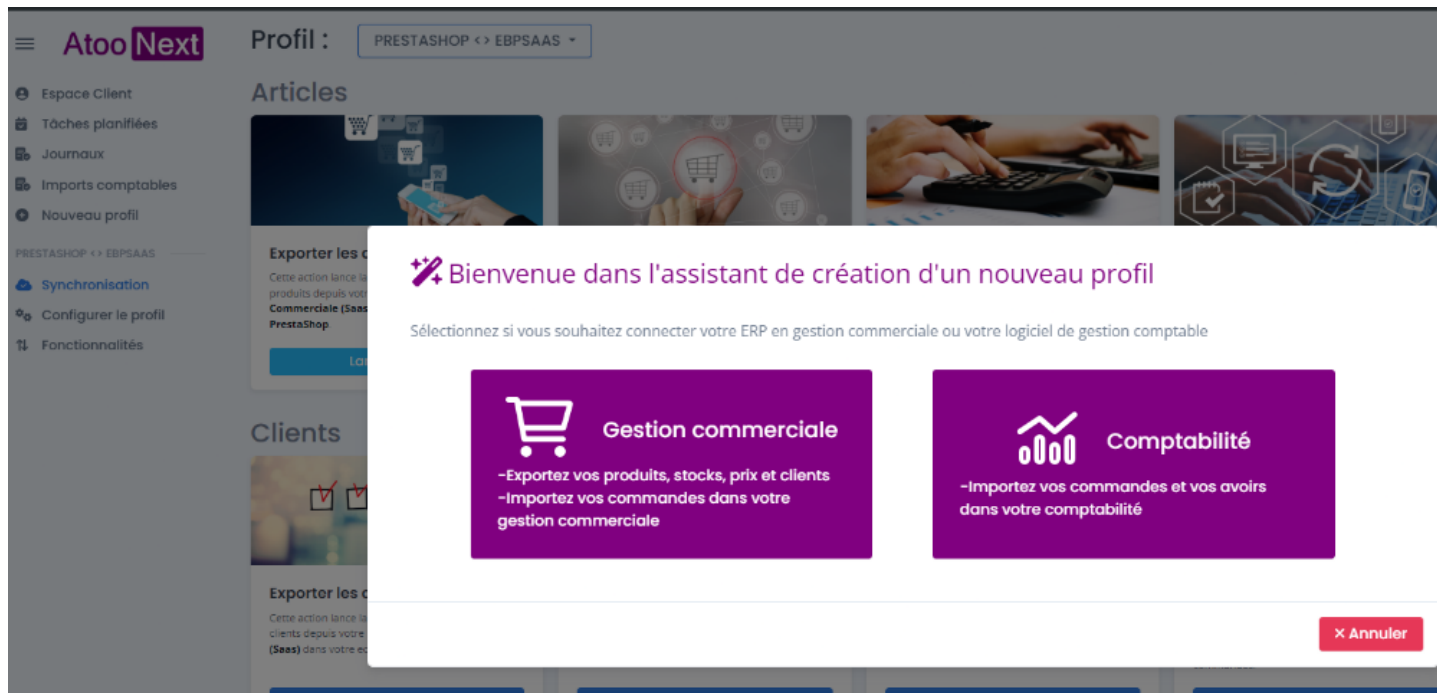 Atoo Next
Profil :
PRESTASHOP <> EBPSAAS
Espace Client
Tâches planifiées
Journaux
Imports comptables
Nouveau profil
PRESTASHOP <> EBPSAAS
Synchronisation
Configurer le profil
Fonctionnalités
Articles
Exporter les
Cette action lance
produits depuis
Commerciale (Saas
PrestaShop.
Bienvenue dans l'assistant de création d'un nouveau profil
Sélectionnez si vous souhaitez connecter votre ERP en gestion commerciale ou votre logiciel de gestion comptable
Gestion commerciale
-Exportez vos produits, stocks, prix et clients
-Importez vos commandes dans votre
gestion commerciale
Comptabilité
-Importez vos commandes et vos avoirs
dans votre comptabilité
Clients
Exporter les
Cette action lance
clients depuis votre
(Saas) dans votre
× Annuler